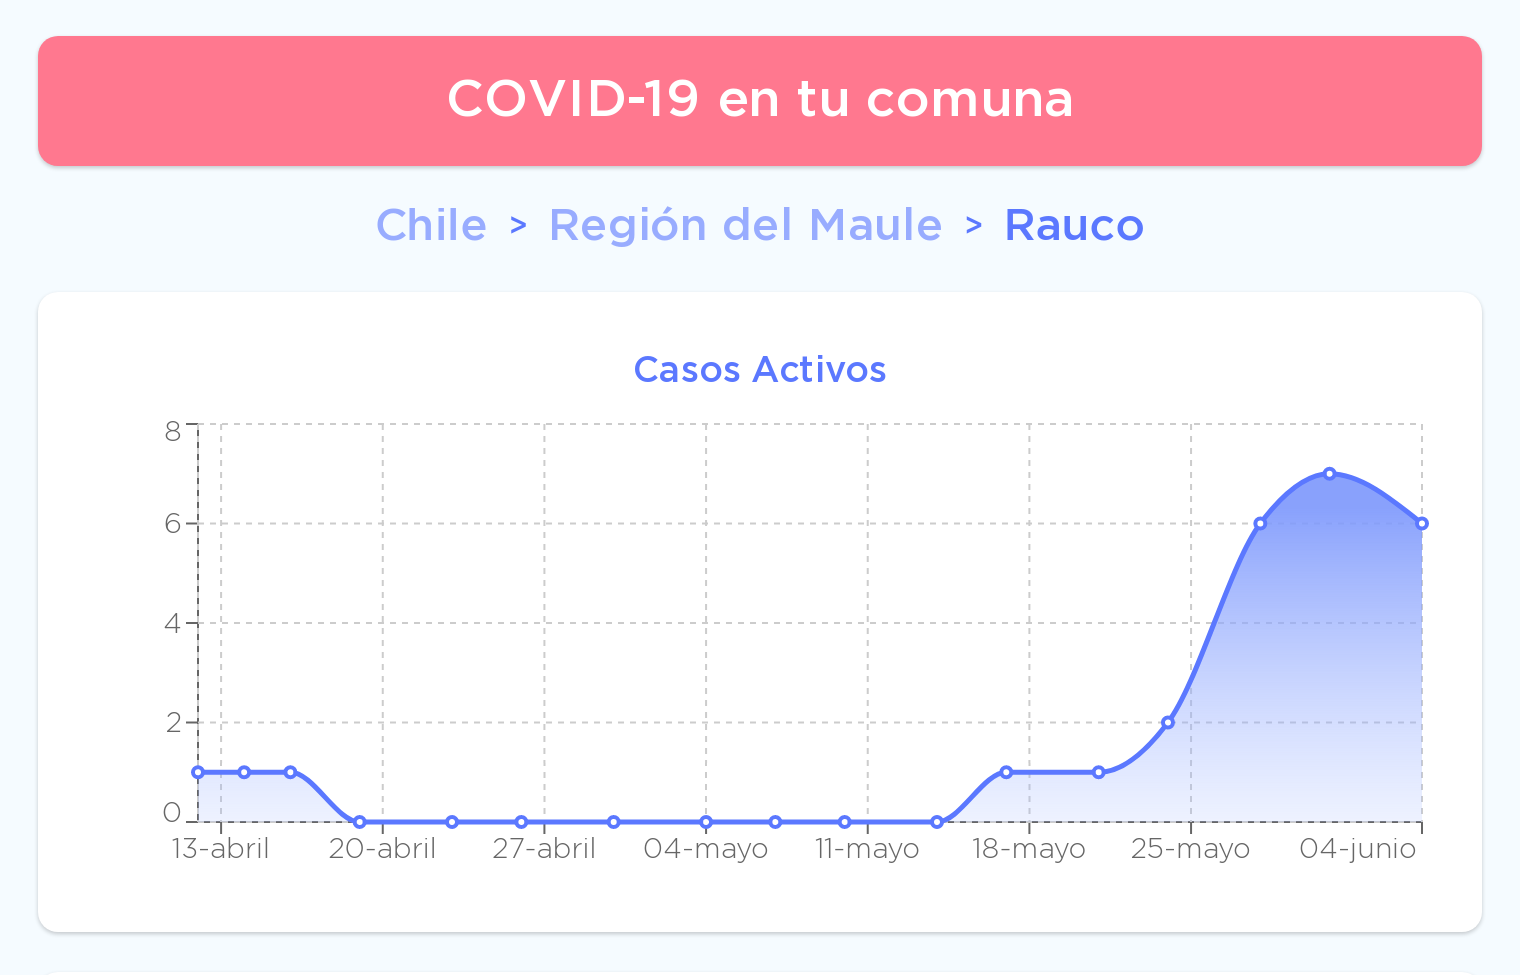 COVID-19 en tu comuna
Chile > Región del Maule > Rauco
Casos Activos
8
6
4
2
0
13-abril 20-abril 27-abril 04-mayo 11-mayo 18-mayo 25-mayo 04-junio